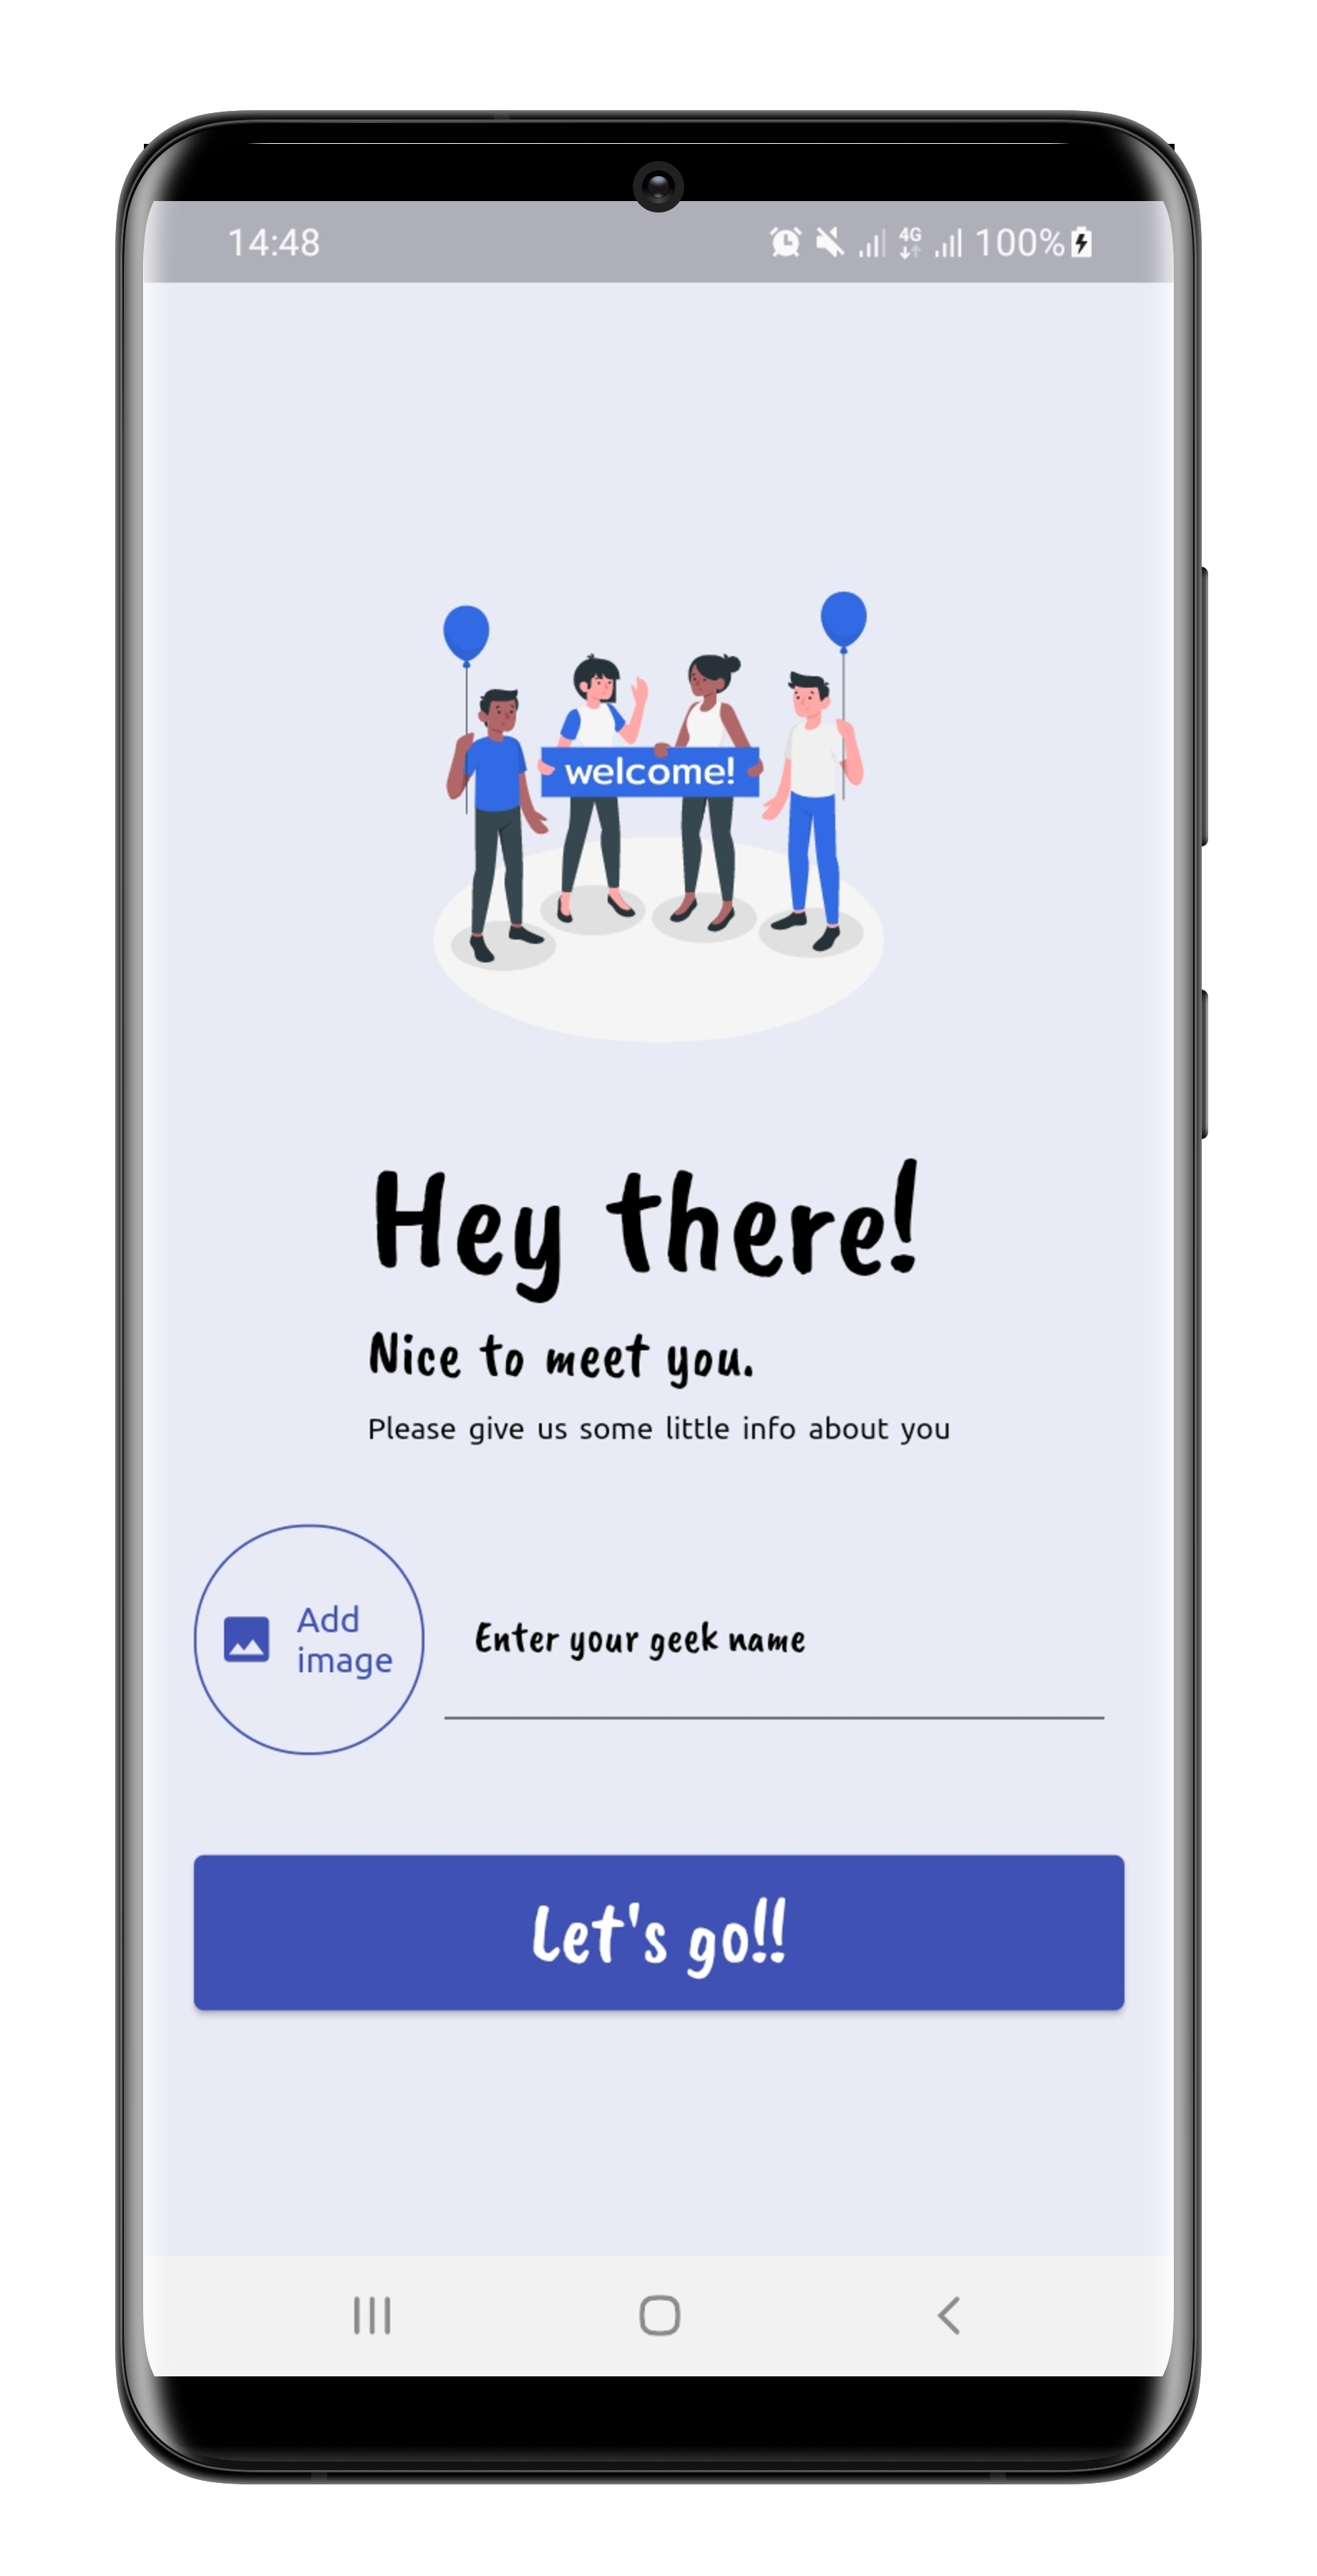 14:48 4G 100%
welcome!
Hey there!
Nice to meet you.
Please give us some little info about you
Add
image
Enter your geek name
Let's go!!